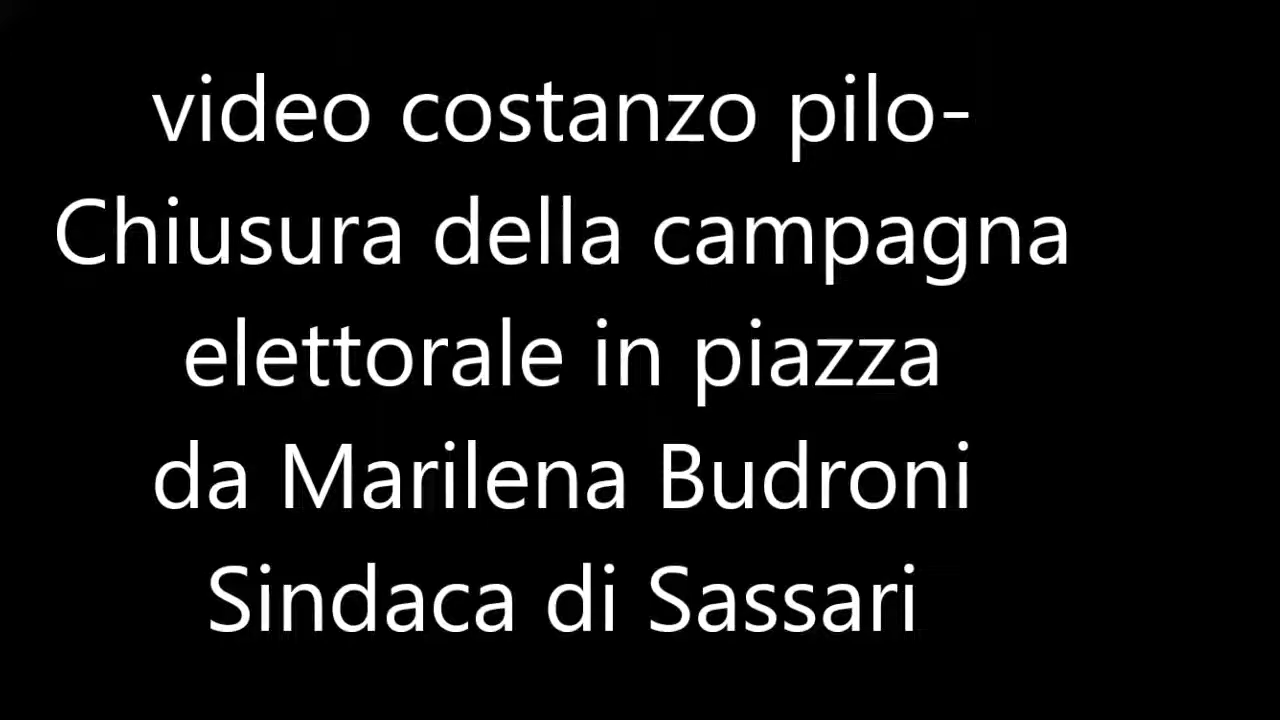 video costanzo pilo-
Chiusura della campagna
elettorale in piazza
da Marilena Budroni
Sindaca di Sassari